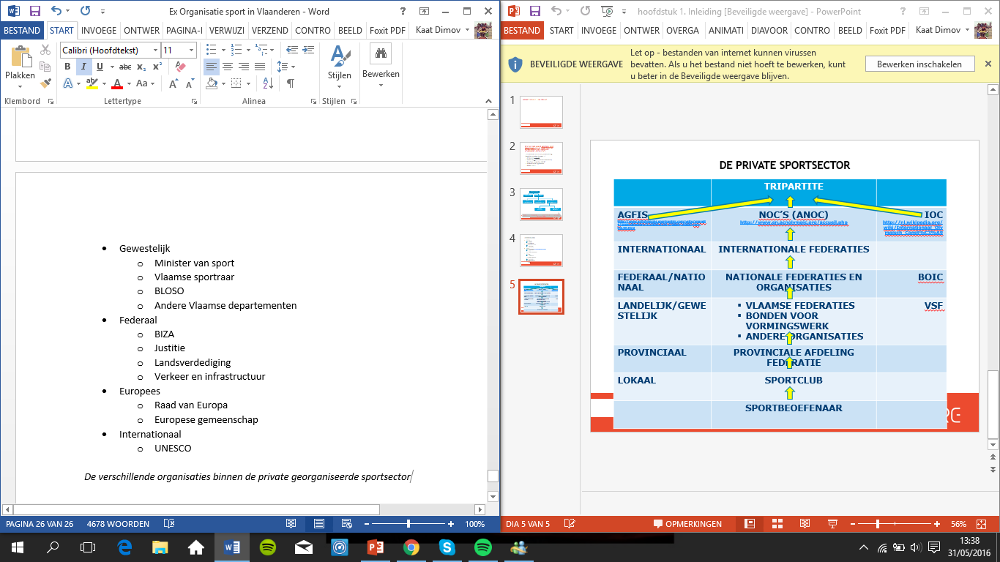 Ex Organisatie sport in Vlaanderen - Word
BESTAND START INVOEGE ONTWER PAGINA-I VERWIJZI VERZEND CONTRO BEELD Foxit PDF Kaat Dimov
Calibri (Hoofdtekst) 11
Plakken
B I U abc x₂ x²
A A Aa A A
Stijlen
Bewerken
Klembord Lettertype Alinea Stijlen
Gewestelijk
o Minister van sport
o Vlaamse sportraar
o BLOSO
o Andere Vlaamse departementen
Federaal
o BIZA
o Justitie
o Landsverdediging
o Verkeer en infrastructuur
Europees
o Raad van Europa
o Europese gemeenschap
Internationaal
o UNESCO
De verschillende organisaties binnen de private georganiseerde sportsector
PAGINA 26 VAN 26 4678 WOORDEN 100%
hoofdstuk 1. Inleiding [Beveiligde weergave] - PowerPoint
BESTAND START INVOEGE ONTWER OVERGA ANIMATI DIAVOOR CONTRO BEELD Foxit PDF Kaat Dimov
BEVEILIGDE WEERGAVE
Let op - bestanden van internet kunnen virussen
bevatten. Als u het bestand niet hoeft te bewerken, kunt
u beter in de Beveiligde weergave blijven.
Bewerken inschakelen
1
2
3
4
5
DE PRIVATE SPORTSECTOR
TRIPARTITE
AGFIS NOC'S (ANOC) IOC
INTERNATIONAAL INTERNATIONALE FEDERATIES
FEDERAAL/NATIO
NAAL
NATIONALE FEDERATIES EN
ORGANISATIES
BOIC
LANDELIJK/GEWE
STELIJK
VLAAMSE FEDERATIES
BONDEN VOOR
VORMINGSWERK
ANDERE ORGANISATIES
VSF
PROVINCIAAL
PROVINCIALE AFDELING
FEDERATIE
LOKAAL SPORTCLUB
SPORTBEOEFENAAR
DIA 5 VAN 5 OPMERKINGEN 56%
13:38
31/05/2016